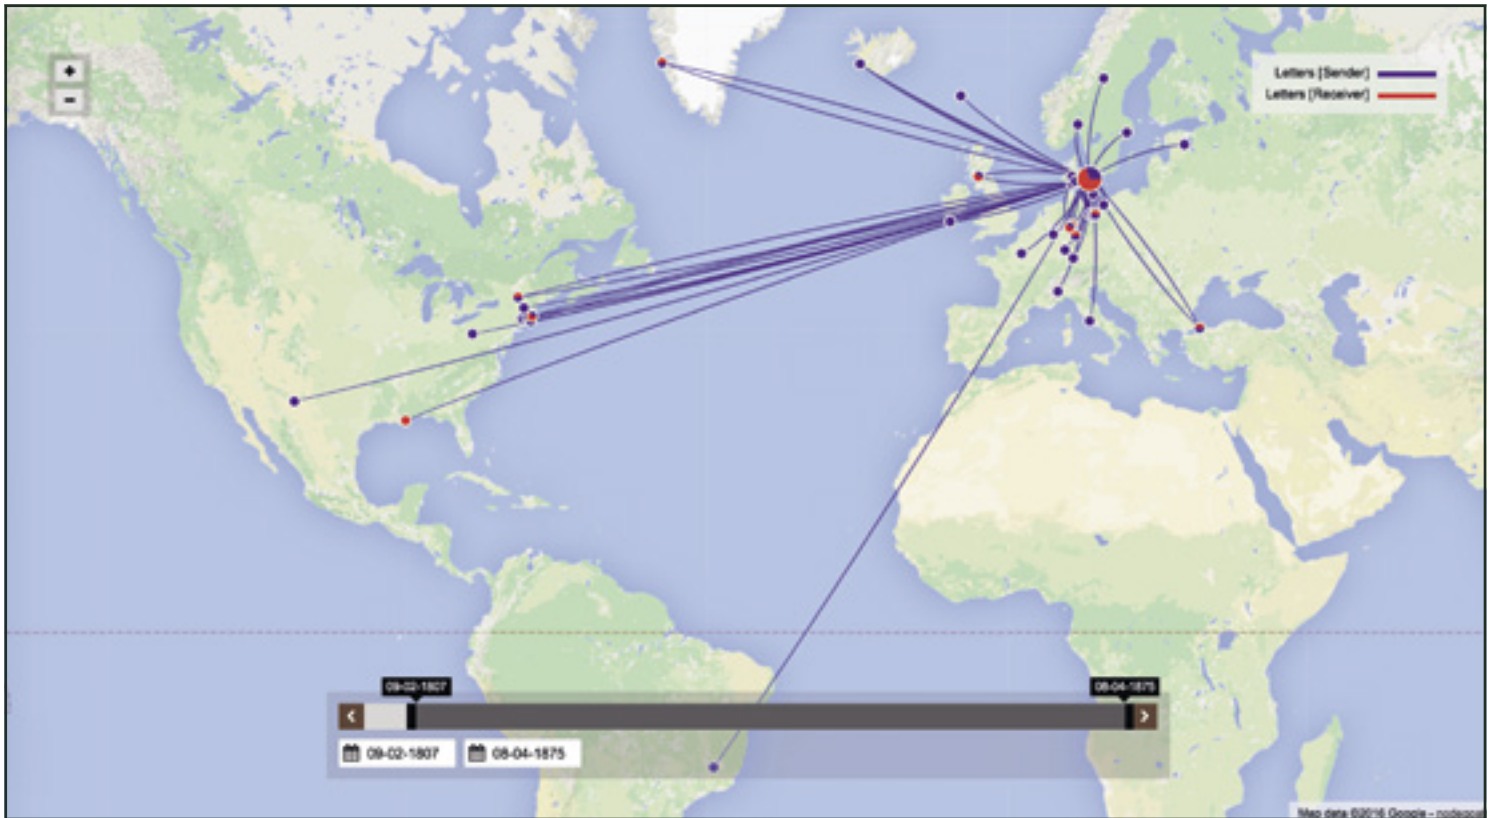 +
−
Letters [Sender]
Letters [Receiver]
09-02-1807
08-04-1875
09-02-1807
08-04-1875
Map data ©2016 Google -